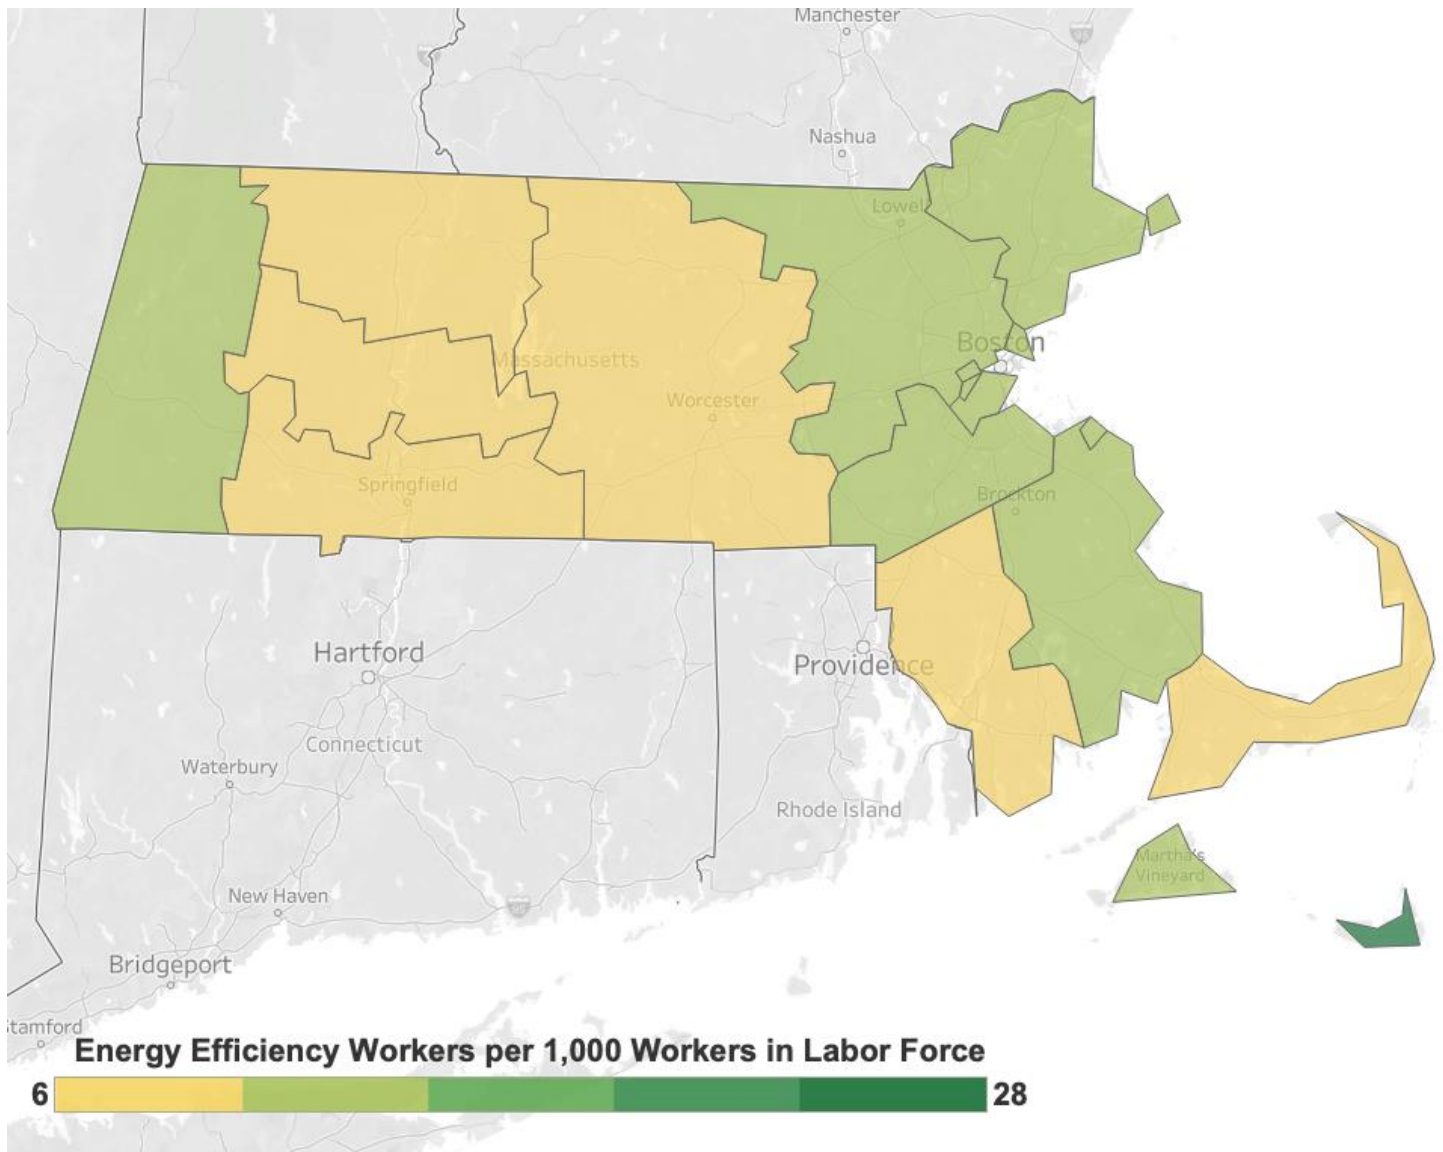 Manchester
Nashua
Lowell
Boston
Massachusetts
Worcester
Springfield
Brockton
Hartford
Providence
Connecticut
Waterbury
Rhode Island
Martha's
Vineyard
New Haven
Bridgeport
Stamford
Energy Efficiency Workers per 1,000 Workers in Labor Force
6
28